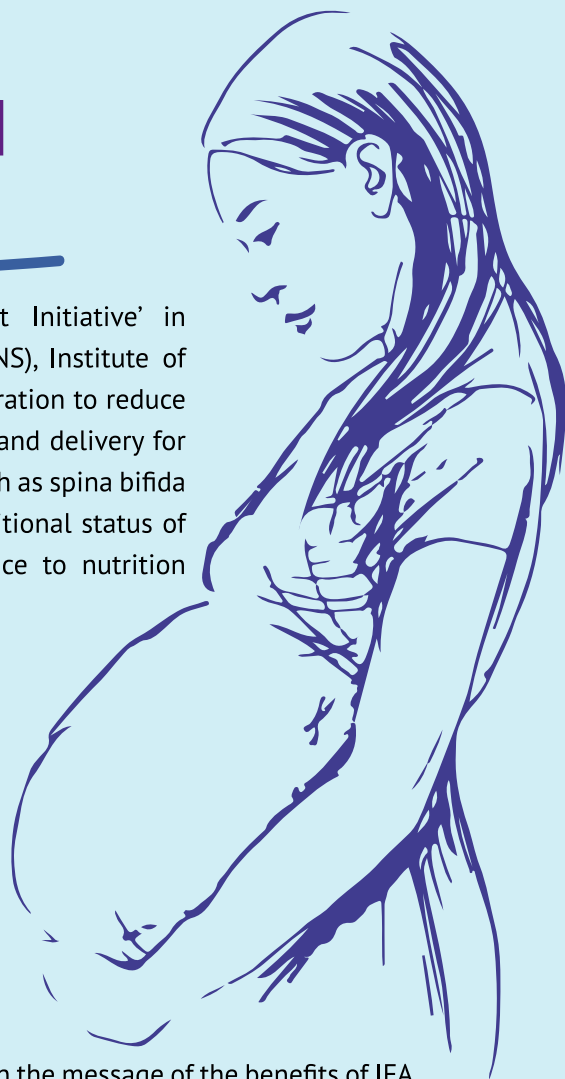 t Initiative’ in
NS), Institute of
ration to reduce
and delivery for
h as spina bifida
tional status of
ce to nutrition
n the message of the benefits of IFA